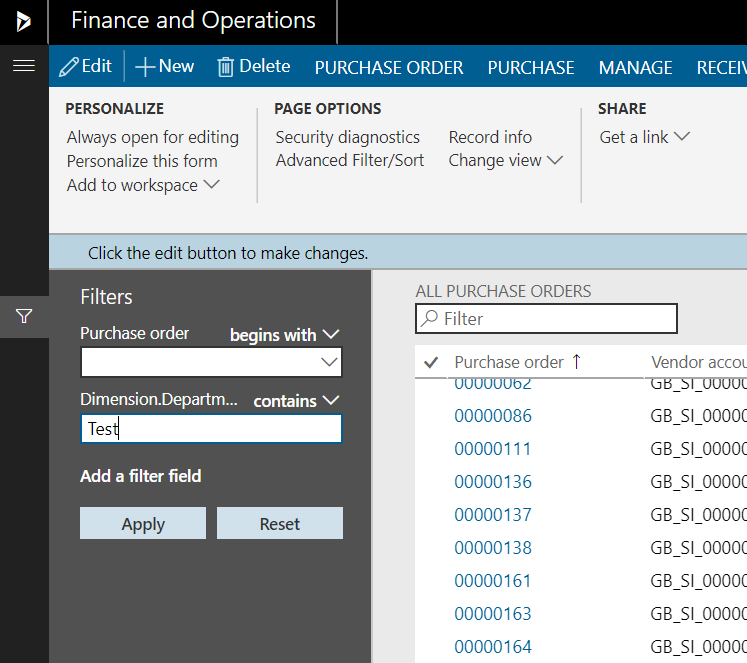 Finance and Operations
Edit New Delete PURCHASE ORDER PURCHASE MANAGE RECEIV
PERSONALIZE
Always open for editing
Personalize this form
Add to workspace
PAGE OPTIONS
Security diagnostics
Advanced Filter/Sort
Record info
Change view
SHARE
Get a link
Click the edit button to make changes.
Filters
Purchase order begins with
Dimension.Departm... contains
Test
Add a filter field
Apply Reset
ALL PURCHASE ORDERS
Filter
Purchase order ↑ Vendor accou
00000062 GB_SI_00000
00000086 GB_SI_00000
00000111 GB_SI_00000
00000136 GB_SI_00000
00000137 GB_SI_00000
00000138 GB_SI_00000
00000161 GB_SI_00000
00000163 GB_SI_00000
00000164 GB_SI_00000